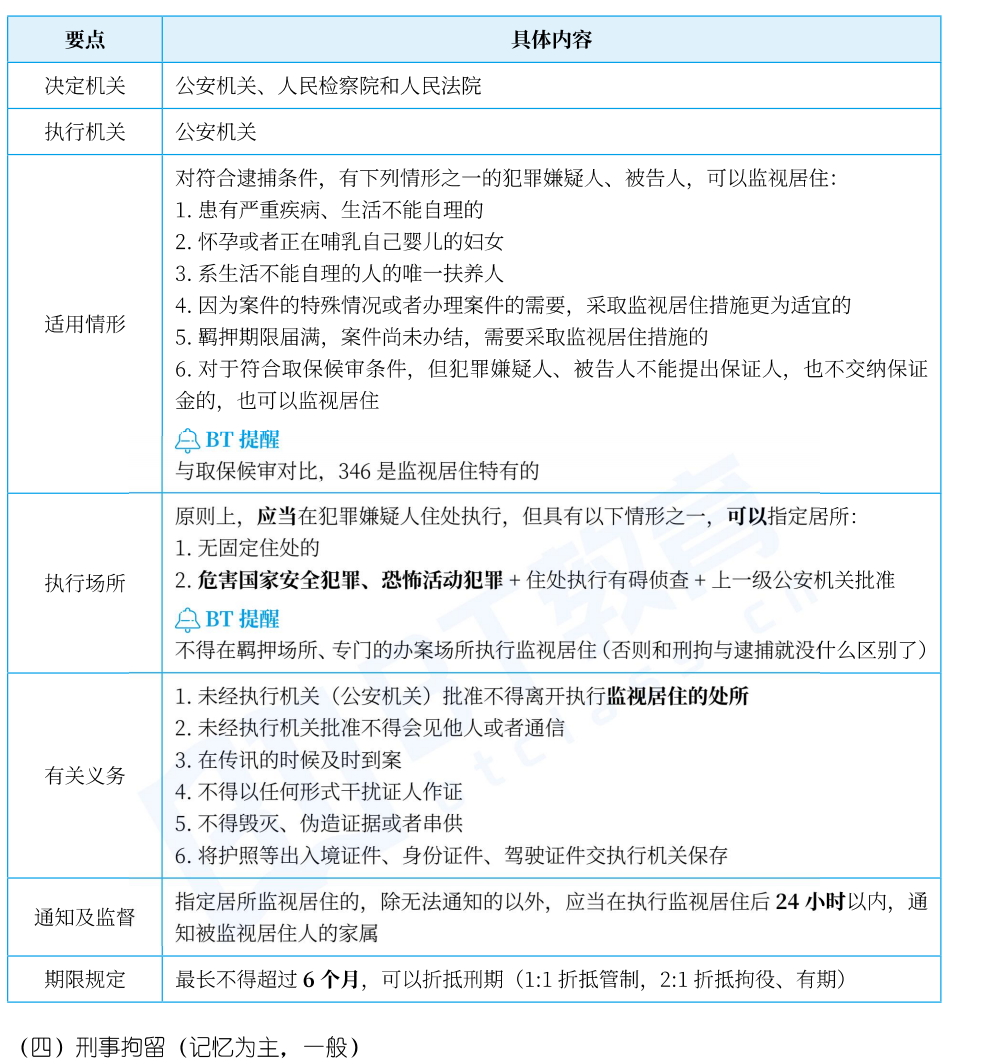 要点 具体内容
决定机关 公安机关、人民检察院和人民法院
执行机关 公安机关
适用情形
对符合逮捕条件，有下列情形之一的犯罪嫌疑人、被告人，可以监视居住：
1. 患有严重疾病、生活不能自理的
2. 怀孕或者正在哺乳自己婴儿的妇女
3. 系生活不能自理的人的唯一扶养人
4. 因为案件的特殊情况或者办理案件的需要，采取监视居住措施更为适宜的
5. 羁押期限届满，案件尚未办结，需要采取监视居住措施的
6. 对于符合取保候审条件，但犯罪嫌疑人、被告人不能提出保证人，也不交纳保证
金的，也可以监视居住
BT 提醒
与取保候审对比，346 是监视居住特有的
执行场所
原则上，应当在犯罪嫌疑人住处执行，但具有以下情形之一，可以指定居所：
1. 无固定住处的
2. 危害国家安全犯罪、恐怖活动犯罪 + 住处执行有碍侦查 + 上一级公安机关批准
BT 提醒
不得在羁押场所、专门的办案场所执行监视居住（否则和刑拘与逮捕就没什么区别了）
有关义务
1. 未经执行机关（公安机关）批准不得离开执行监视居住的处所
2. 未经执行机关批准不得会见他人或者通信
3. 在传讯的时候及时到案
4. 不得以任何形式干扰证人作证
5. 不得毁灭、伪造证据或者串供
6. 将护照等出入境证件、身份证件、驾驶证件交执行机关保存
通知及监督
指定居所监视居住的，除无法通知的以外，应当在执行监视居住后 24 小时以内，通
知被监视居住人的家属
期限规定 最长不得超过 6 个月，可以折抵刑期（1:1 折抵管制，2:1 折抵拘役、有期）
（四）刑事拘留（记忆为主，一般）
BT教育